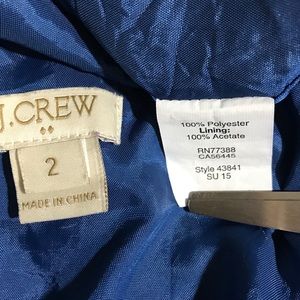 J.CREW
2
MADE IN CHINA
100% Polyester
Lining:
100% Acetate
RN77388
CA56445
Style 43841
SU 15